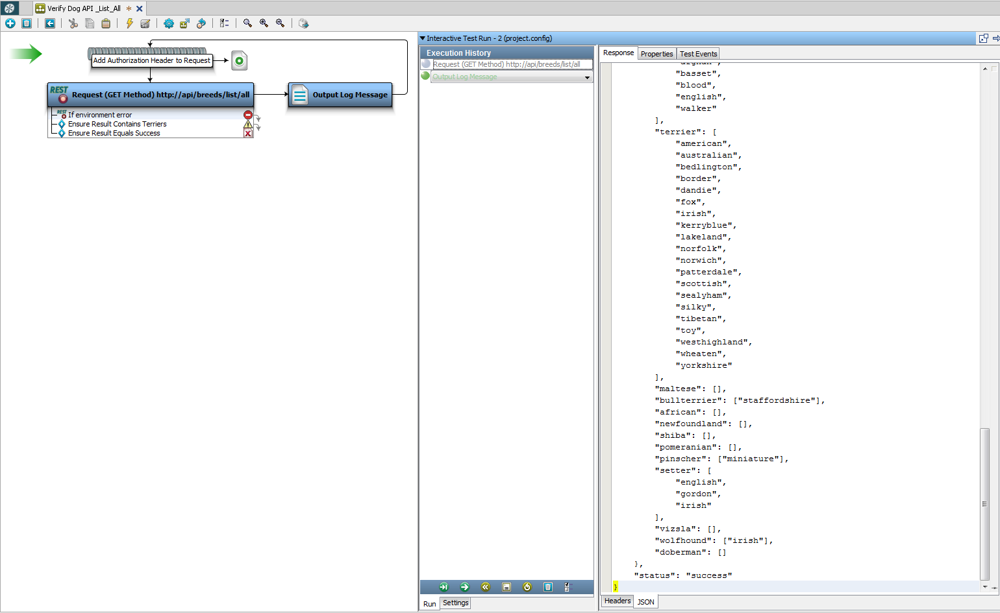 Verify Dog API _List_All
Add Authorization Header to Request
REST
Request (GET Method) http://api/breeds/list/all
Output Log Message
REST
If environment error
Ensure Result Contains Terriers
Ensure Result Equals Success
Interactive Test Run - 2 (project.config)
Execution History
Request (GET Method) http://api/breeds/list/all
Output Log Message
Run
Settings
Response
Properties
Test Events
"basset",
"blood",
"english",
"walker"
],
"terrier": [
"american",
"australian",
"bedlington",
"border",
"dandie",
"fox",
"irish",
"kerryblue",
"lakeland",
"norfolk",
"norwich",
"patterdale",
"scottish",
"sealyham",
"silky",
"tibetan",
"toy",
"westhighland",
"wheaten",
"yorkshire"
],
"maltese": [],
"bullterrier": ["staffordshire"],
"african": [],
"newfoundland": [],
"shiba": [],
"pomeranian": [],
"pinscher": ["miniature"],
"setter": [
"english",
"gordon",
"irish"
],
"vizsla": [],
"wolfhound": ["irish"],
"doberman": []
},
"status": "success"
}
Headers
JSON